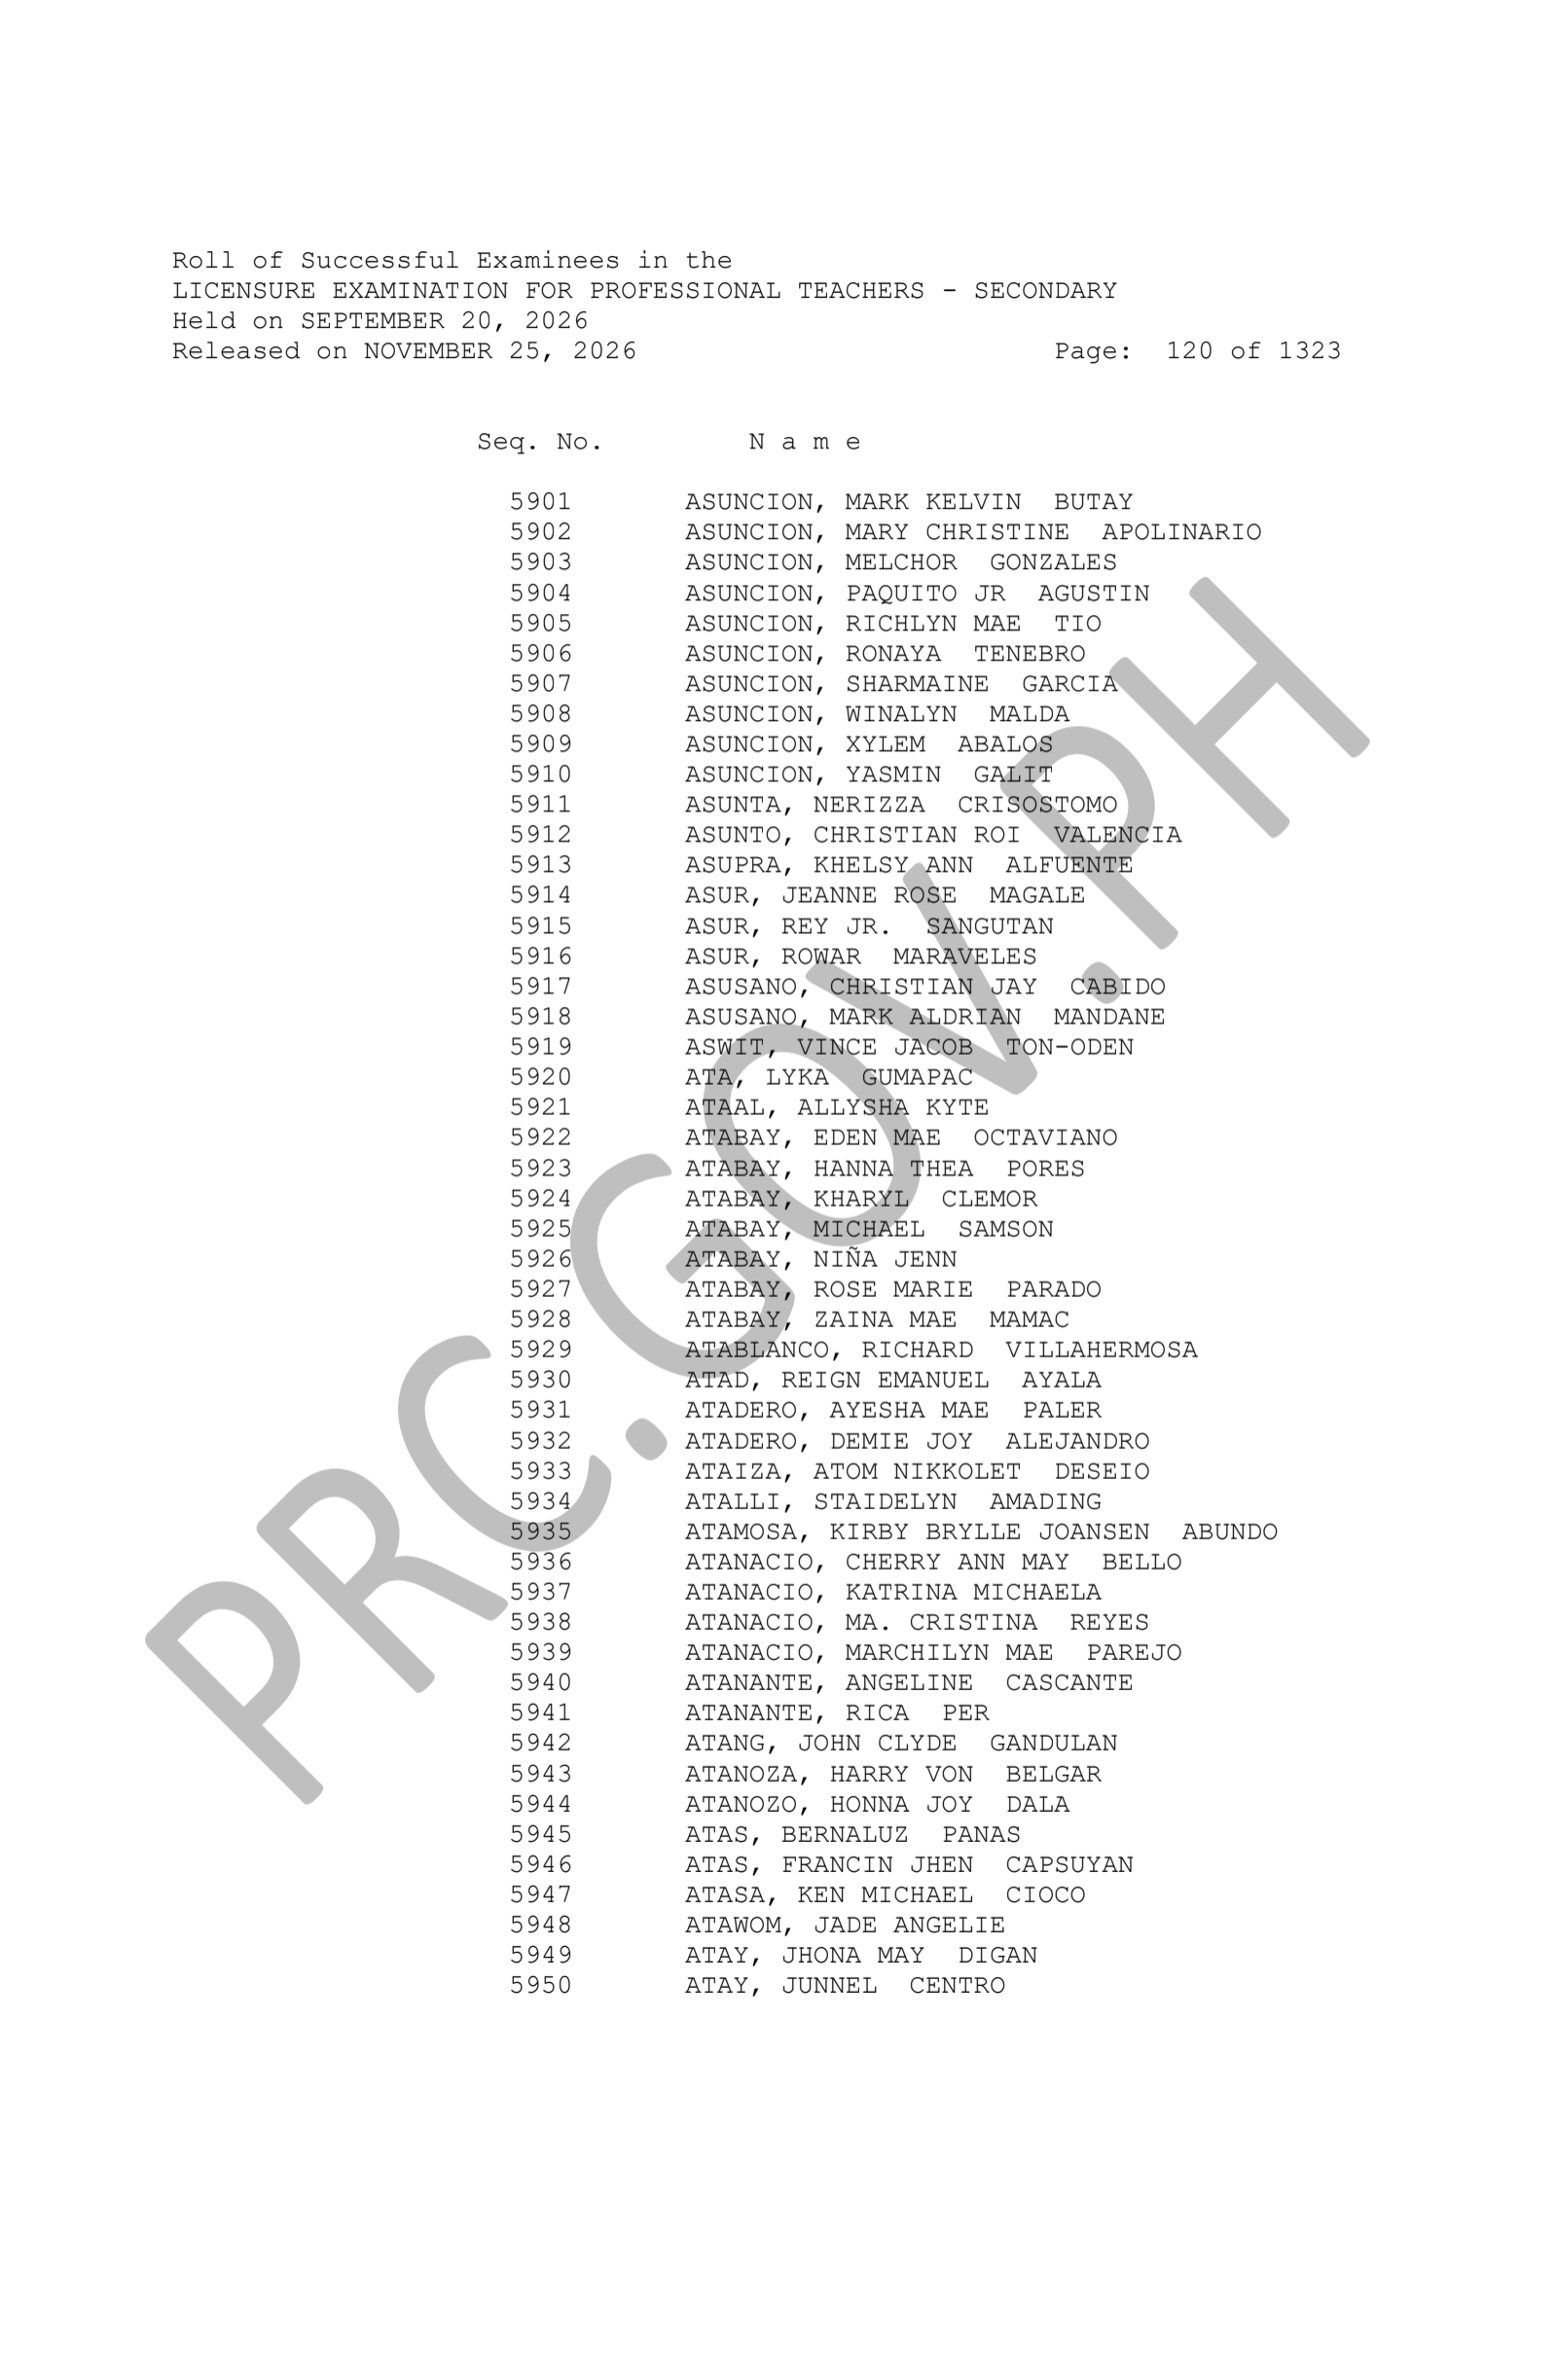 Roll of Successful Examinees in the
LICENSURE EXAMINATION FOR PROFESSIONAL TEACHERS - SECONDARY
Held on SEPTEMBER 20, 2026
Released on NOVEMBER 25, 2026 Page: 120 of 1323
Seq. No. N a m e
5901 ASUNCION, MARK KELVIN BUTAY
5902 ASUNCION, MARY CHRISTINE APOLINARIO
5903 ASUNCION, MELCHOR GONZALES
5904 ASUNCION, PAQUITO JR AGUSTIN
5905 ASUNCION, RICHLYN MAE TIO
5906 ASUNCION, RONAYA TENEBRO
5907 ASUNCION, SHARMAINE GARCIA
5908 ASUNCION, WINALYN MALDA
5909 ASUNCION, XYLEM ABALOS
5910 ASUNCION, YASMIN GALIT
5911 ASUNTA, NERIZZA CRISOSTOMO
5912 ASUNTO, CHRISTIAN ROI VALENCIA
5913 ASUPRA, KHELSY ANN ALFUENTE
5914 ASUR, JEANNE ROSE MAGALE
5915 ASUR, REY JR. SANGUTAN
5916 ASUR, ROWAR MARAVELES
5917 ASUSANO, CHRISTIAN JAY CABIDO
5918 ASUSANO, MARK ALDRIAN MANDANE
5919 ASWIT, VINCE JACOB TON-ODEN
5920 ATA, LYKA GUMAPAC
5921 ATAAL, ALLYSHA KYTE
5922 ATABAY, EDEN MAE OCTAVIANO
5923 ATABAY, HANNA THEA PORES
5924 ATABAY, KHARYL CLEMOR
5925 ATABAY, MICHAEL SAMSON
5926 ATABAY, NIÑA JENN
5927 ATABAY, ROSE MARIE PARADO
5928 ATABAY, ZAINA MAE MAMAC
5929 ATABLANCO, RICHARD VILLAHERMOSA
5930 ATAD, REIGN EMANUEL AYALA
5931 ATADERO, AYESHA MAE PALER
5932 ATADERO, DEMIE JOY ALEJANDRO
5933 ATAIZA, ATOM NIKKOLET DESEIO
5934 ATALLI, STAIDELYN AMADING
5935 ATAMOSA, KIRBY BRYLLE JOANSEN ABUNDO
5936 ATANACIO, CHERRY ANN MAY BELLO
5937 ATANACIO, KATRINA MICHAELA
5938 ATANACIO, MA. CRISTINA REYES
5939 ATANACIO, MARCHILYN MAE PAREJO
5940 ATANANTE, ANGELINE CASCANTE
5941 ATANANTE, RICA PER
5942 ATANG, JOHN CLYDE GANDULAN
5943 ATANOZA, HARRY VON BELGAR
5944 ATANOZO, HONNA JOY DALA
5945 ATAS, BERNALUZ PANAS
5946 ATAS, FRANCIN JHEN CAPSUYAN
5947 ATASA, KEN MICHAEL CIOCO
5948 ATAWOM, JADE ANGELIE
5949 ATAY, JHONA MAY DIGAN
5950 ATAY, JUNNEL CENTRO
PRC.GOV.PH